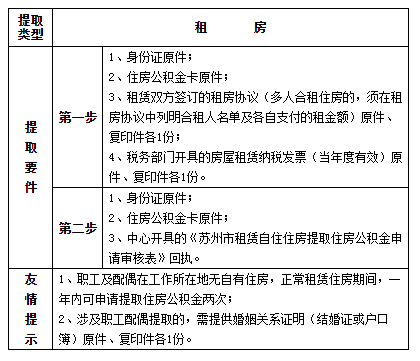 提取
类型
租 房
提
取
要
件
第一步
1、身份证原件；
2、住房公积金卡原件；
3、租赁双方签订的租房协议（多人合租住房的，须在租
房协议中列明合租人名单及各自支付的租金额）原件、
复印件各1份；
4、税务部门开具的房屋租赁纳税发票（当年度有效）原
件、复印件各1份。
第二步
1、身份证原件；
2、住房公积金卡原件；
3、中心开具的《苏州市租赁自住住房提取住房公积金申
请审核表》回执。
友
情
提
示
1、职工及配偶在工作所在地无自有住房，正常租赁住房期间，一
年内可申请提取住房公积金两次；
2、涉及职工配偶提取的，需提供婚姻关系证明（结婚证或户口
簿）原件、复印件各1份。